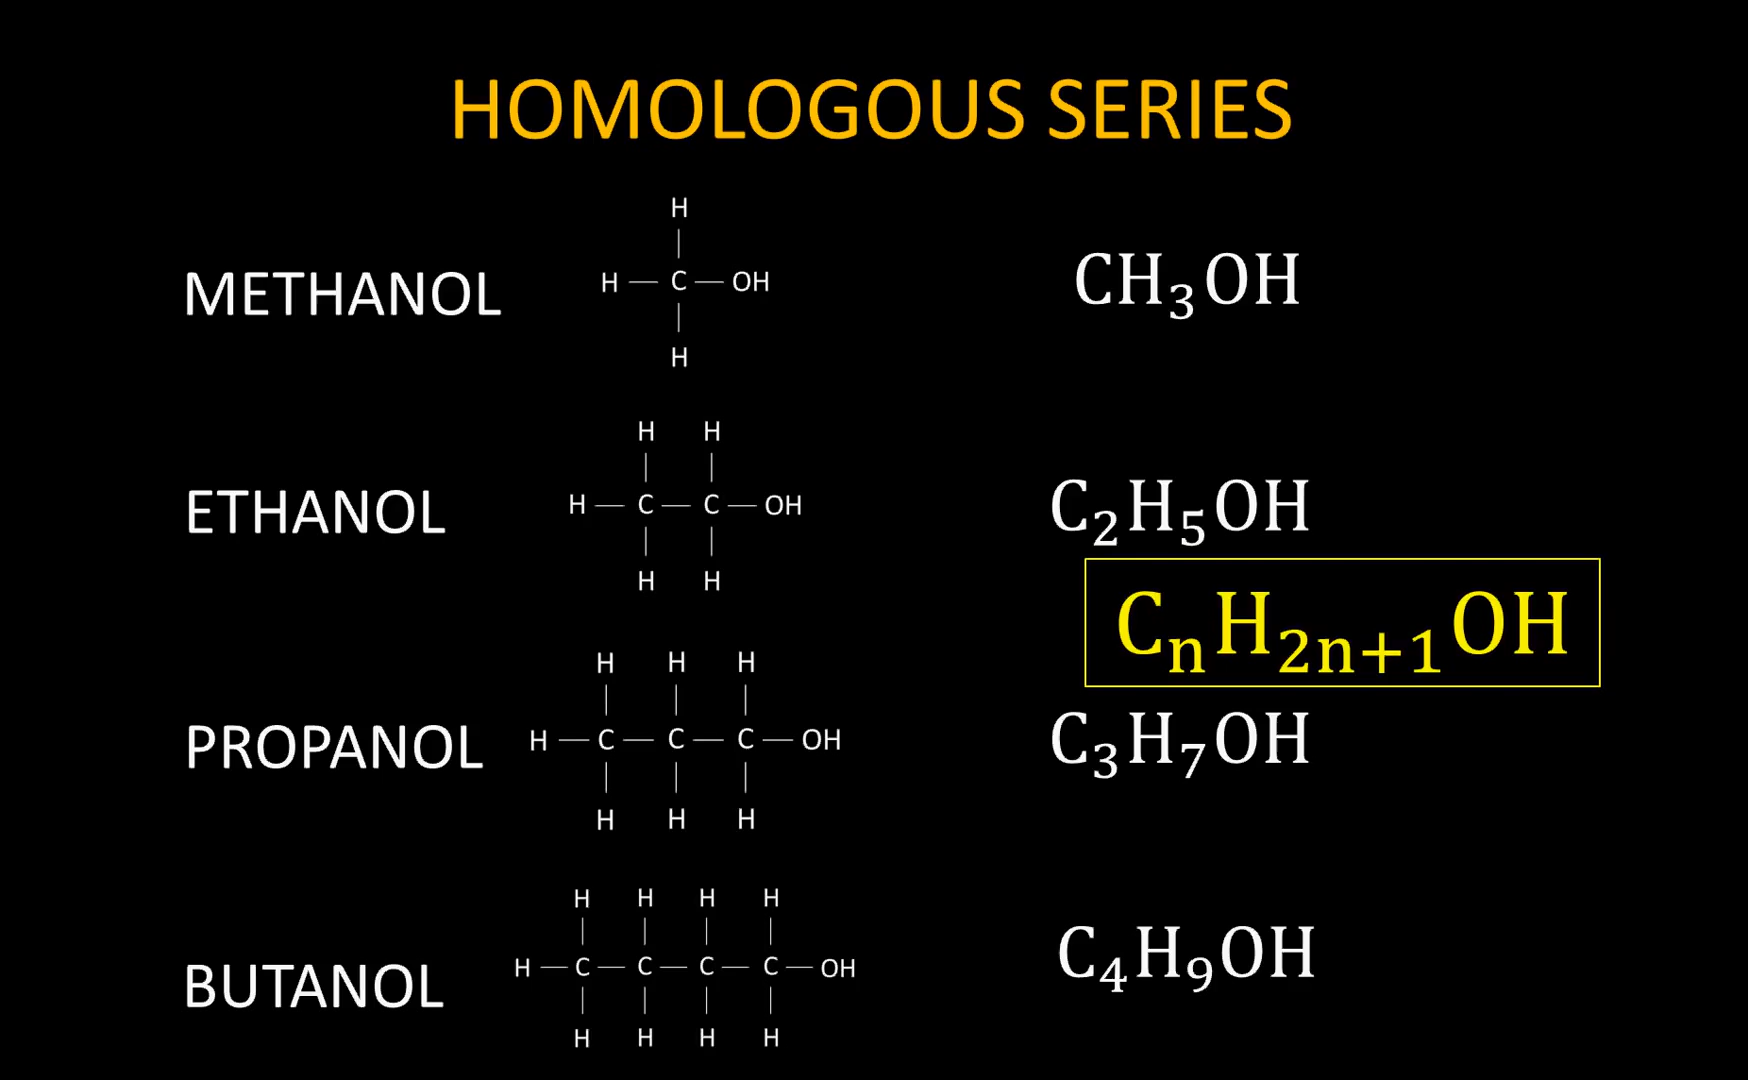 HOMOLOGOUS SERIES
H
METHANOL H — C — OH CH₃OH
H
H H
ETHANOL H — C — C — OH C₂H₅OH
H H
CₙH₂ₙ₊₁OH
H H H
PROPANOL H — C — C — C — OH C₃H₇OH
H H H
H H H H
BUTANOL H — C — C — C — C — OH C₄H₉OH
H H H H